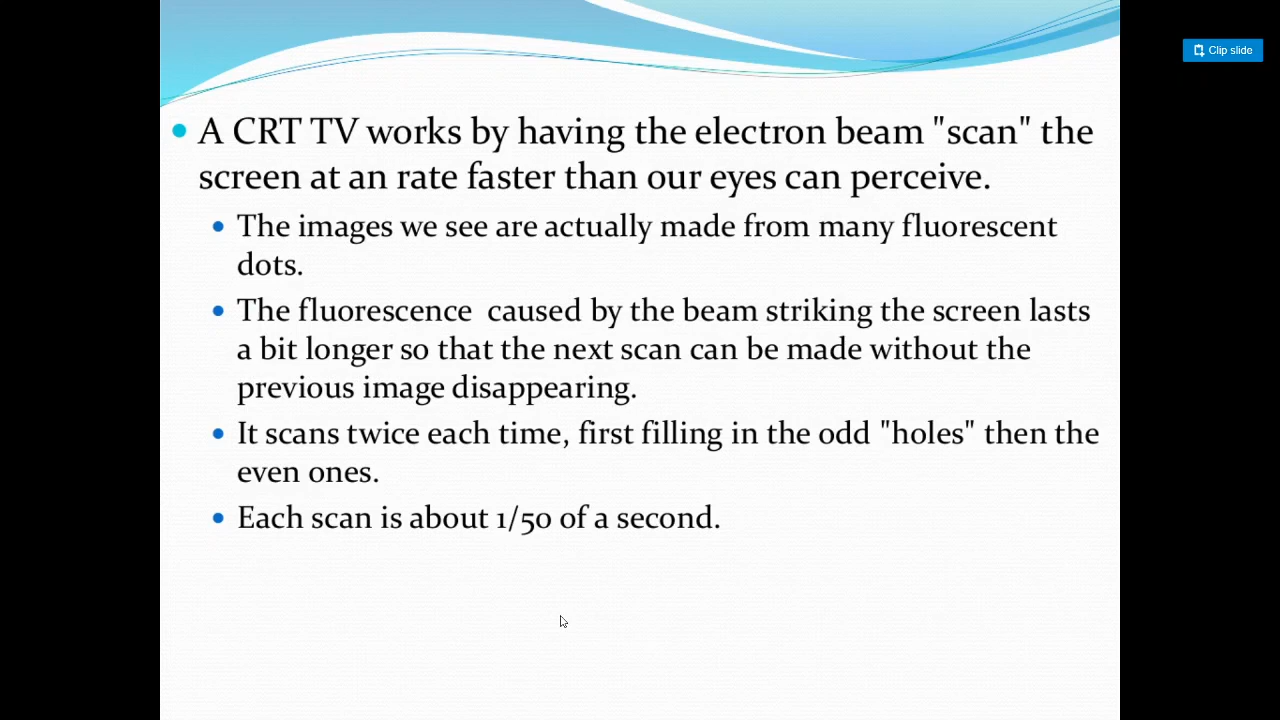 Clip slide
A CRT TV works by having the electron beam "scan" the
screen at an rate faster than our eyes can perceive.
The images we see are actually made from many fluorescent
dots.
The fluorescence  caused by the beam striking the screen lasts
a bit longer so that the next scan can be made without the
previous image disappearing.
It scans twice each time, first filling in the odd "holes" then the
even ones.
Each scan is about 1/50 of a second.